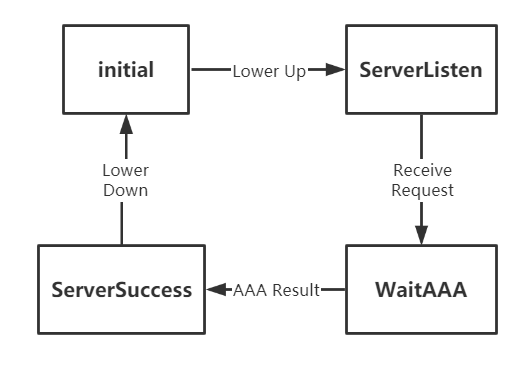 initial
Lower Up
ServerListen
Lower
Down
Receive
Request
ServerSuccess
AAA Result
WaitAAA